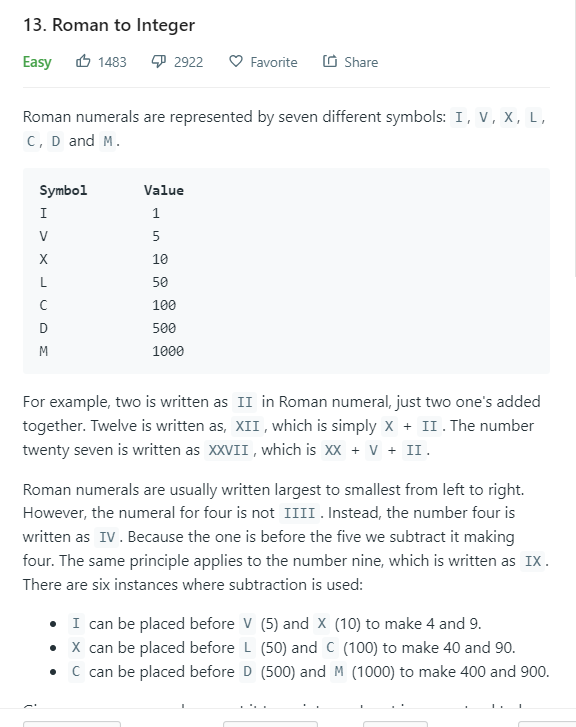 13. Roman to Integer
Easy 1483 2922 Favorite Share
Roman numerals are represented by seven different symbols: I, V, X, L,
C, D and M.
Symbol Value
I 1
V 5
X 10
L 50
C 100
D 500
M 1000
For example, two is written as II in Roman numeral, just two one's added
together. Twelve is written as, XII, which is simply X + II. The number
twenty seven is written as XXVII, which is XX + V + II.
Roman numerals are usually written largest to smallest from left to right.
However, the numeral for four is not IIII. Instead, the number four is
written as IV. Because the one is before the five we subtract it making
four. The same principle applies to the number nine, which is written as IX.
There are six instances where subtraction is used:
• I can be placed before V (5) and X (10) to make 4 and 9.
• X can be placed before L (50) and C (100) to make 40 and 90.
• C can be placed before D (500) and M (1000) to make 400 and 900.